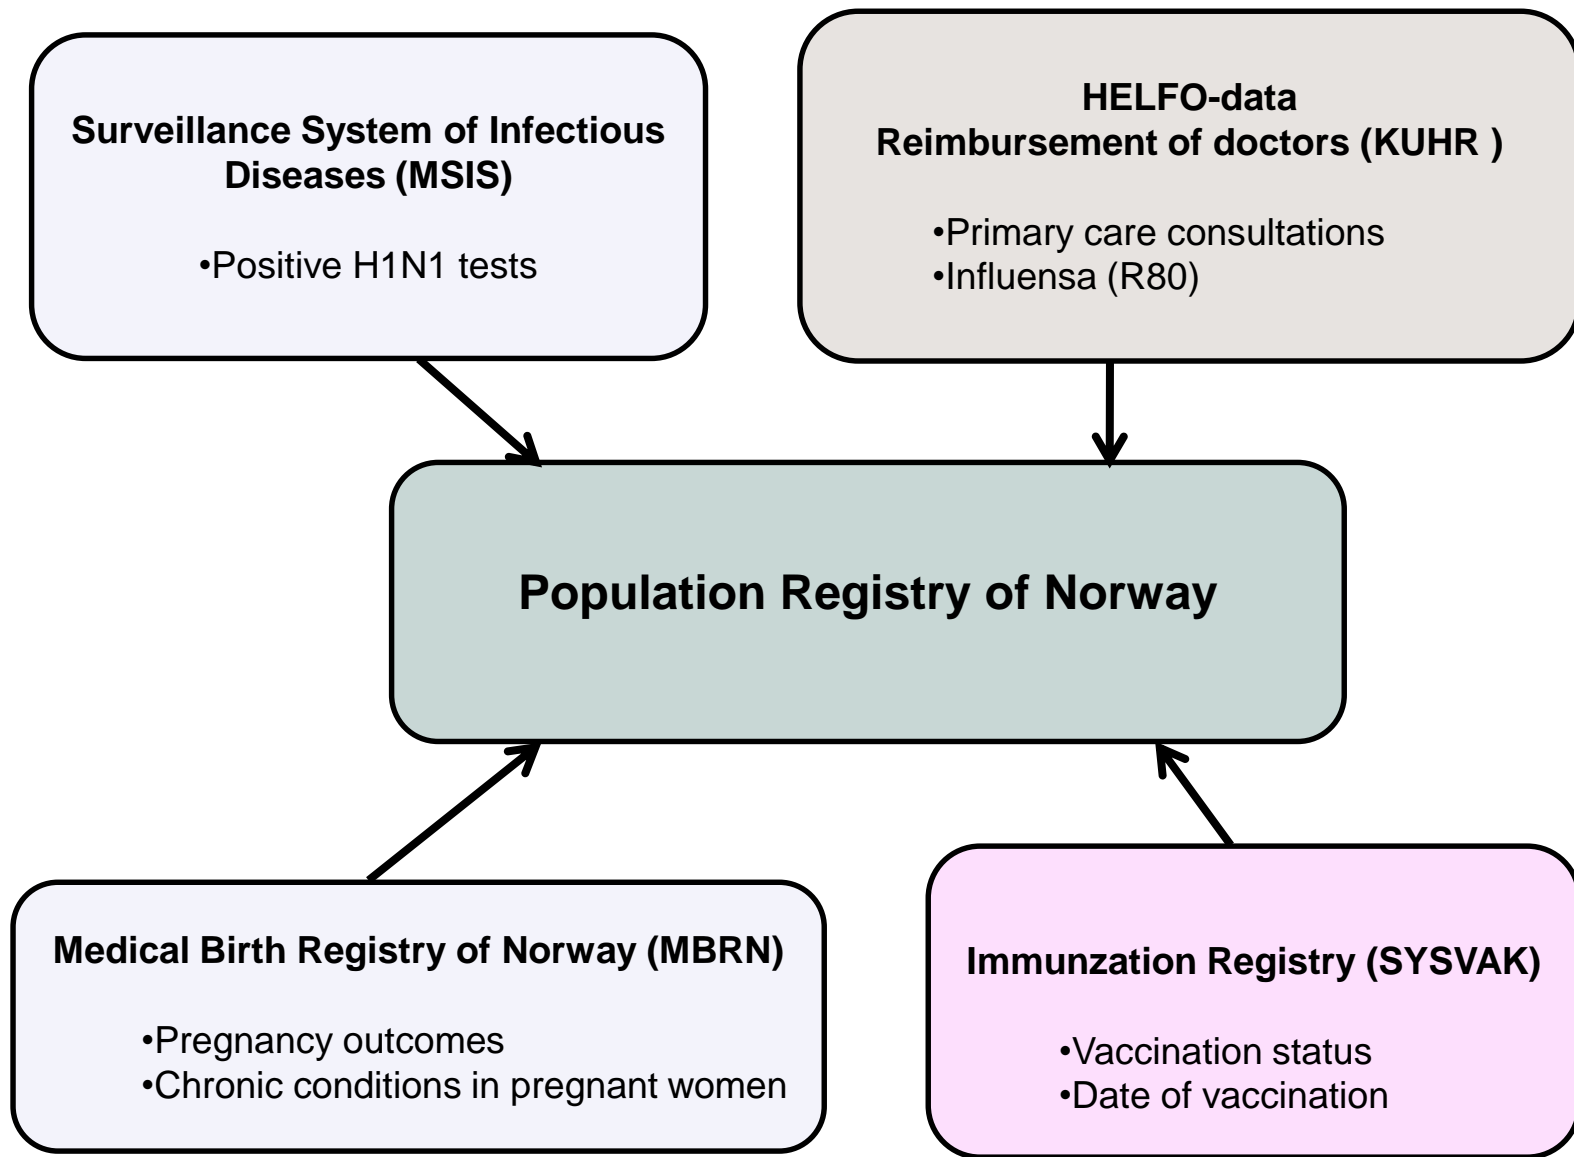 Surveillance System of Infectious
Diseases (MSIS)
•Positive H1N1 tests
HELFO-data
Reimbursement of doctors (KUHR )
•Primary care consultations
•Influensa (R80)
Population Registry of Norway
Medical Birth Registry of Norway (MBRN)
•Pregnancy outcomes
•Chronic conditions in pregnant women
Immunzation Registry (SYSVAK)
•Vaccination status
•Date of vaccination